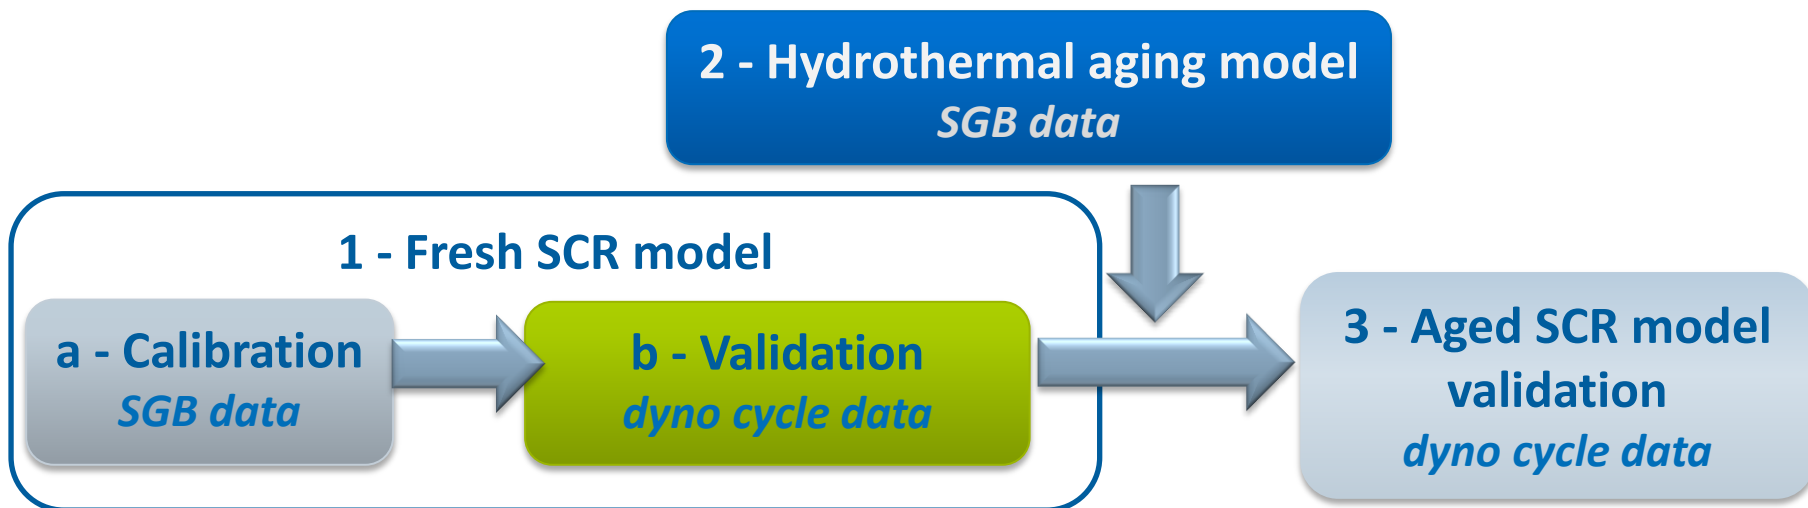 2 - Hydrothermal aging model
SGB data
1 - Fresh SCR model
a - Calibration
SGB data
b - Validation
dyno cycle data
3 - Aged SCR model
validation
dyno cycle data